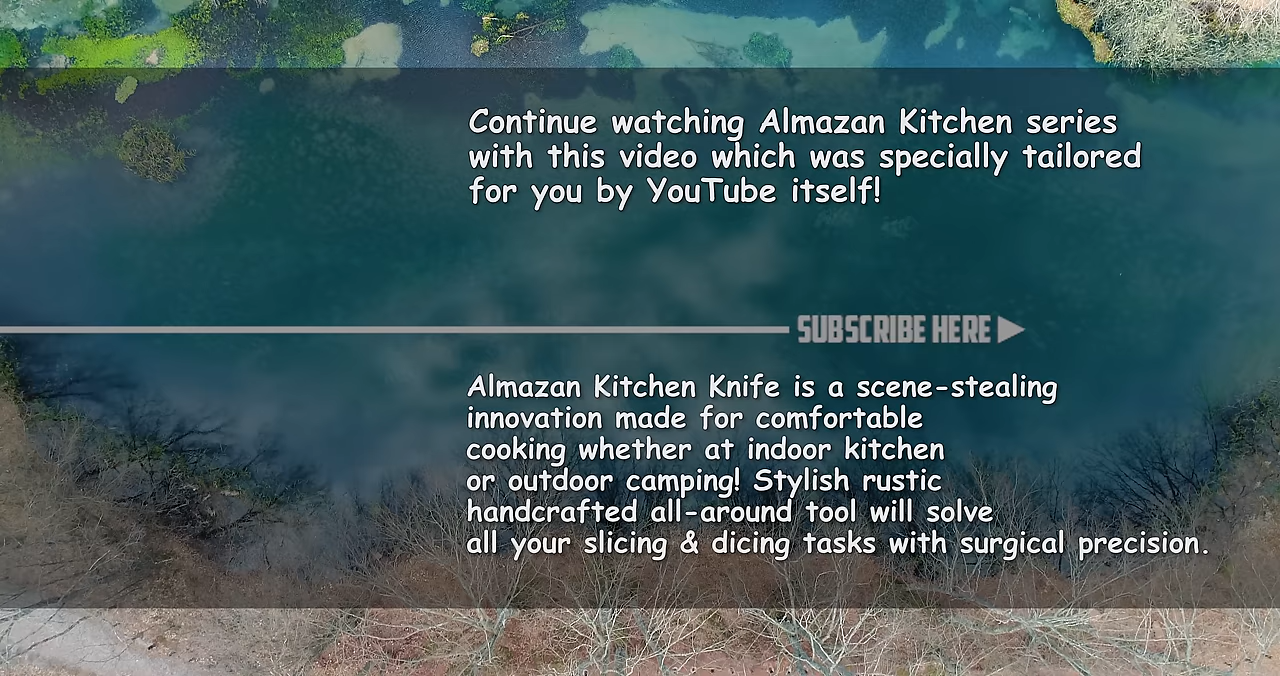 Continue watching Almazan Kitchen series
with this video which was specially tailored
for you by YouTube itself!
SUBSCRIBE HERE
Almazan Kitchen Knife is a scene-stealing
innovation made for comfortable
cooking whether at indoor kitchen
or outdoor camping! Stylish rustic
handcrafted all-around tool will solve
all your slicing & dicing tasks with surgical precision.